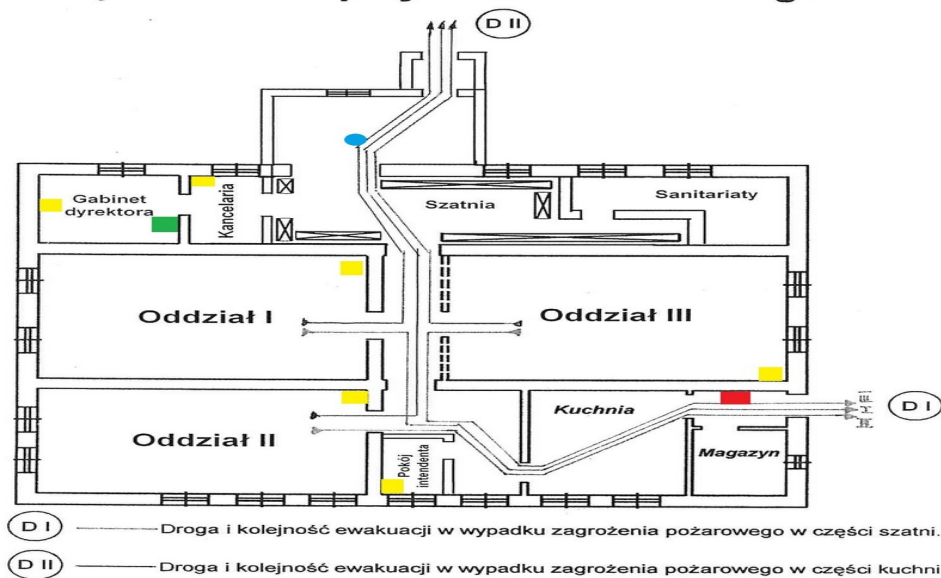 D II
Gabinet
dyrektora
Kancelaria
Szatnia
Sanitariaty
Oddział I
Oddział III
Oddział II
Kuchnia
Pokój
intendenta
Magazyn
D I
D I Droga i kolejność ewakuacji w wypadku zagrożenia pożarowego w części szatni.
D II Droga i kolejność ewakuacji w wypadku zagrożenia pożarowego w części kuchni